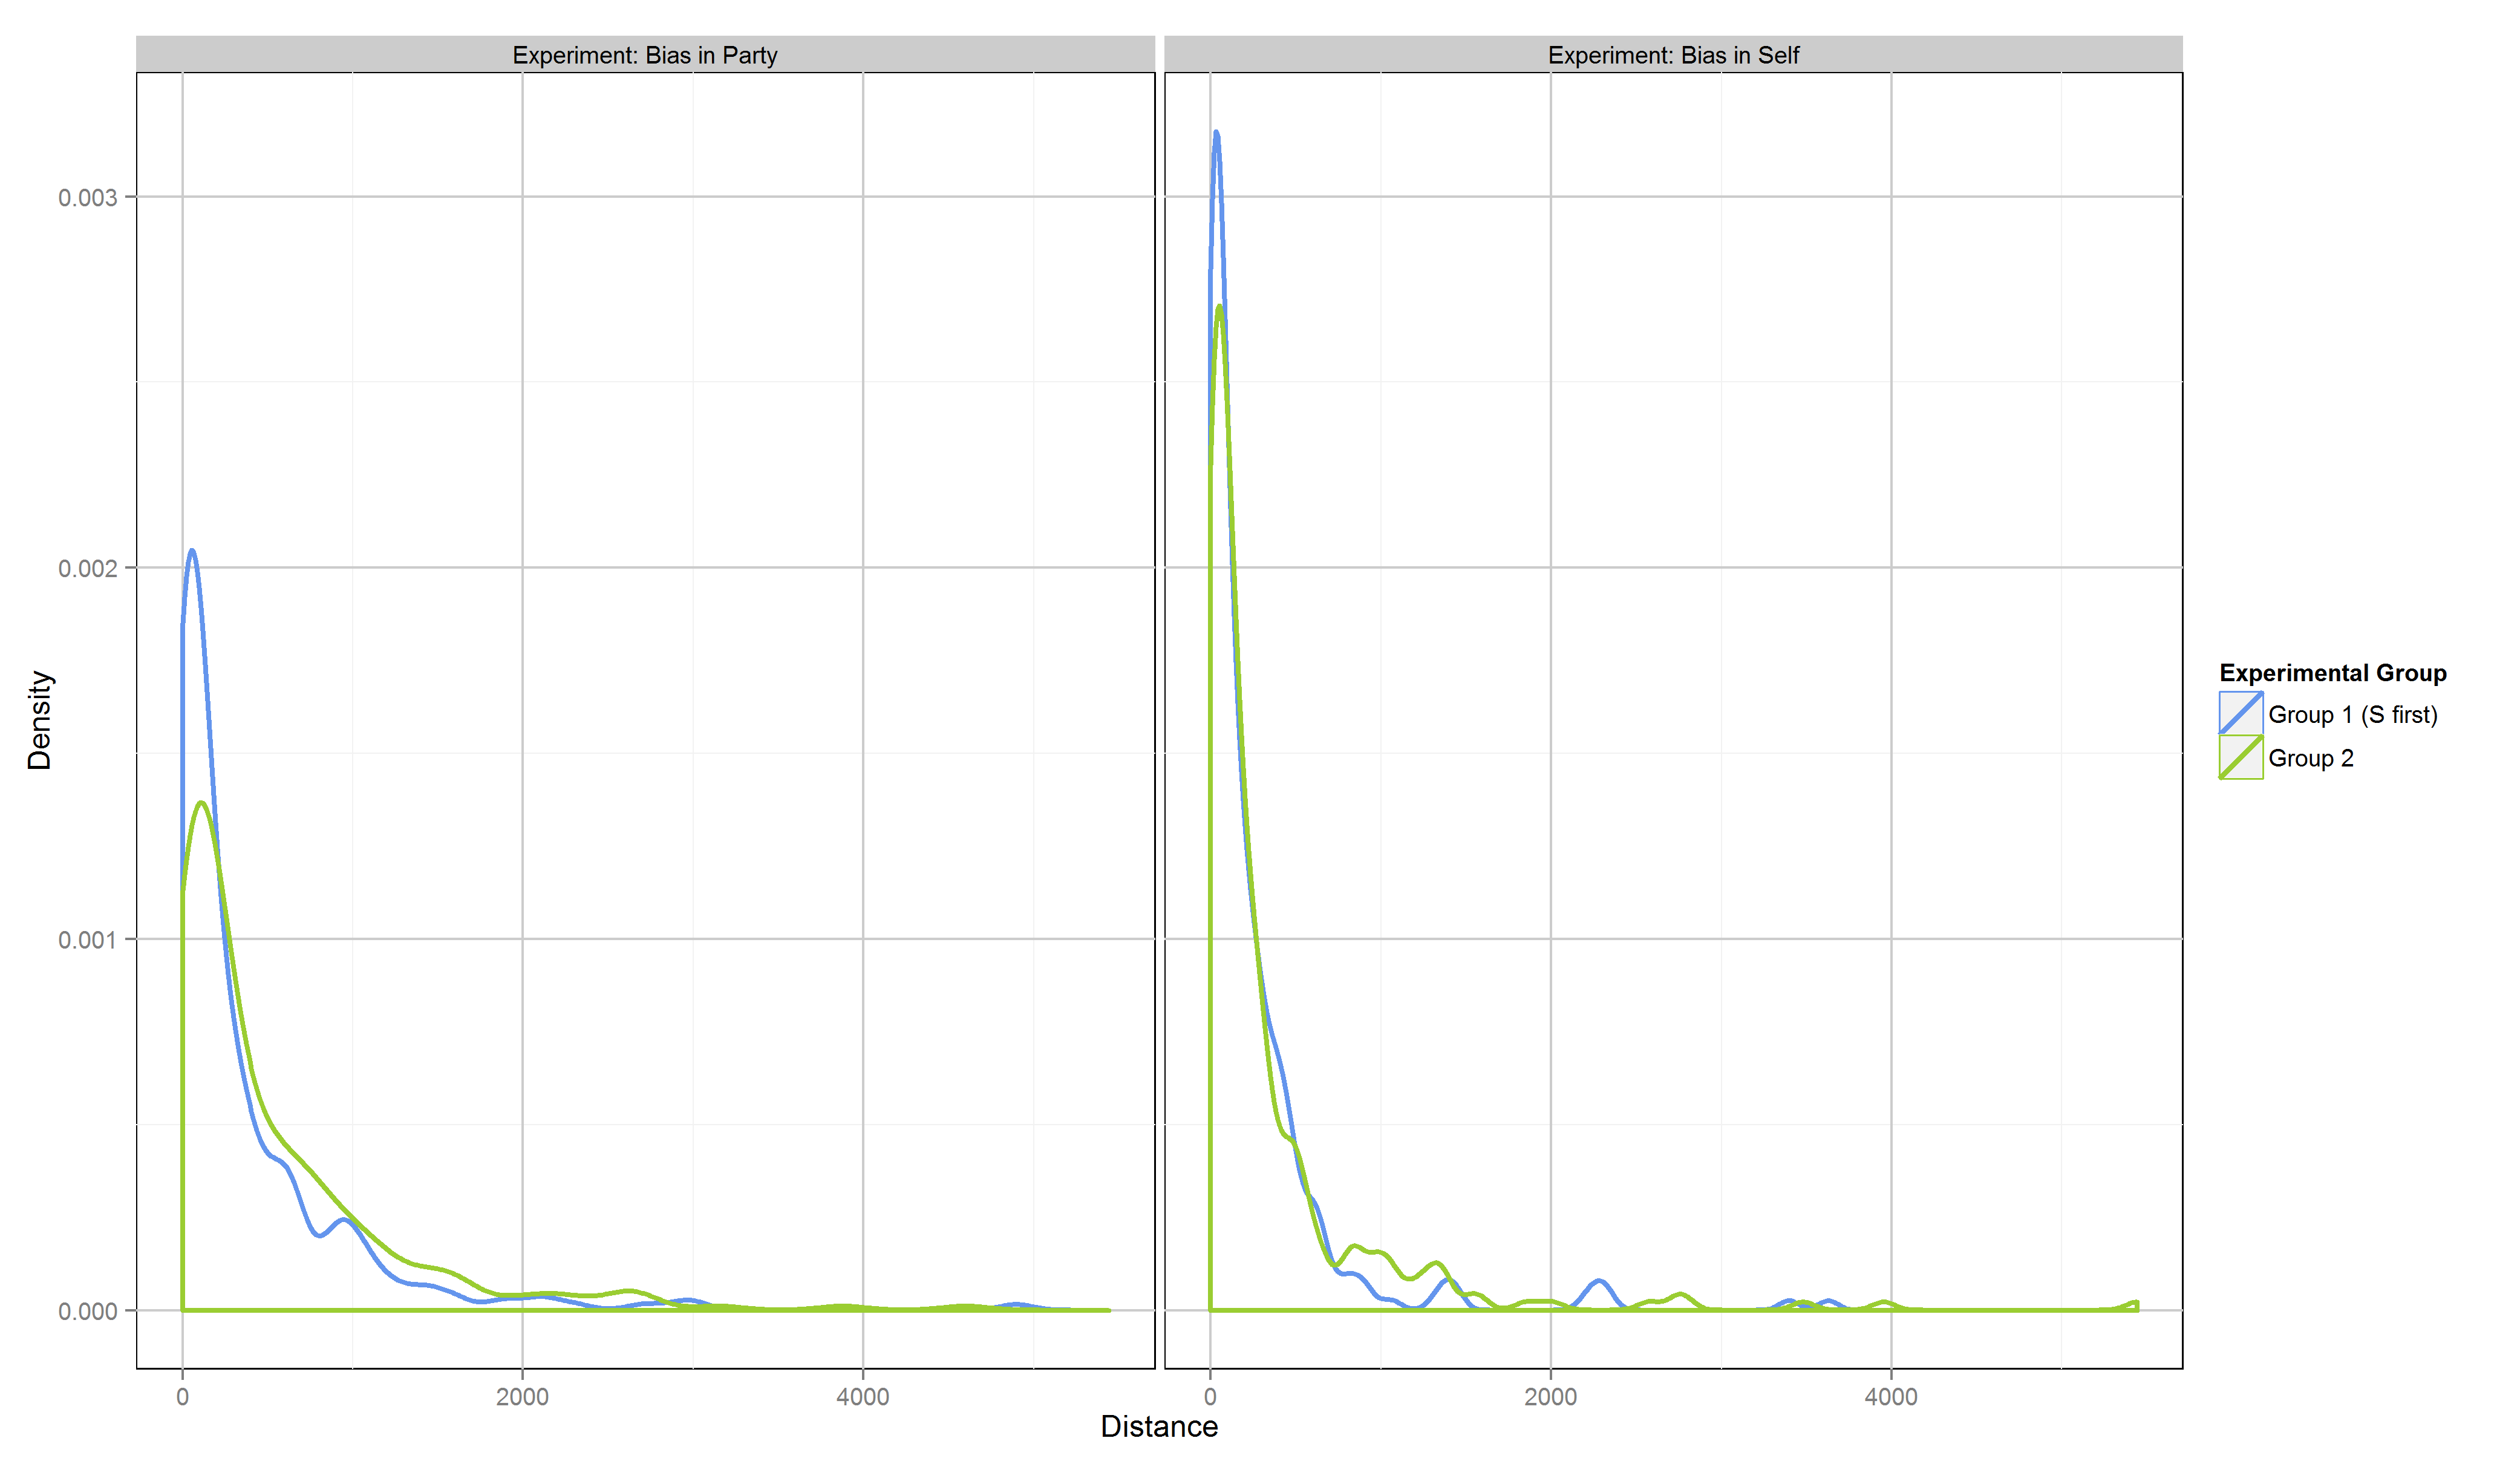 Experiment: Bias in Party
Experiment: Bias in Self
0.003
0.002
0.001
0.000
Density
0
2000
4000
0
2000
4000
Distance
Experimental Group
Group 1 (S first)
Group 2